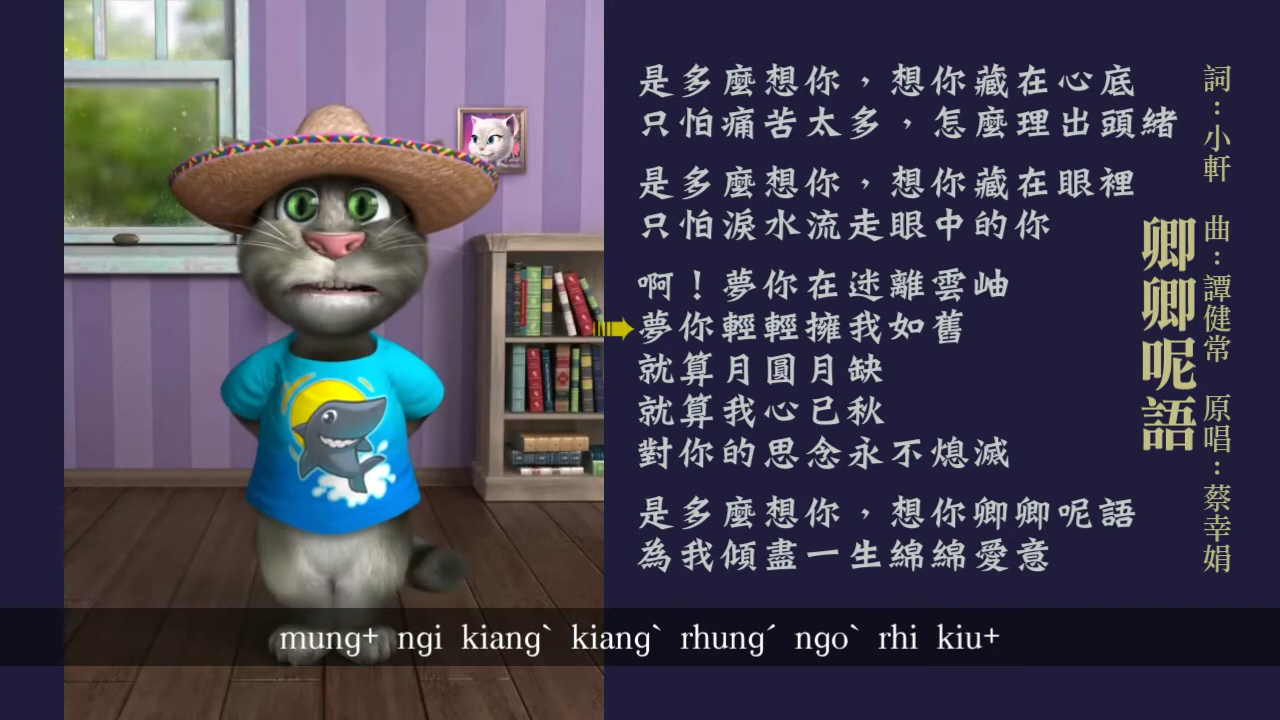 是多麼想你，想你藏在心底
只怕痛苦太多，怎麼理出頭緒
是多麼想你，想你藏在眼裡
只怕淚水流走眼中的你
啊！夢你在迷離雲岫
夢你輕輕擁我如舊
就算月圓月缺
就算我心已秋
對你的思念永不熄滅
是多麼想你，想你卿卿呢語
為我傾盡一生綿綿愛意
卿卿呢語
詞：小軒 曲：譚健常 原唱：蔡幸娟
mung+ ngi kiangˋ kiangˋ rhungˊ ngoˋ rhi kiu+